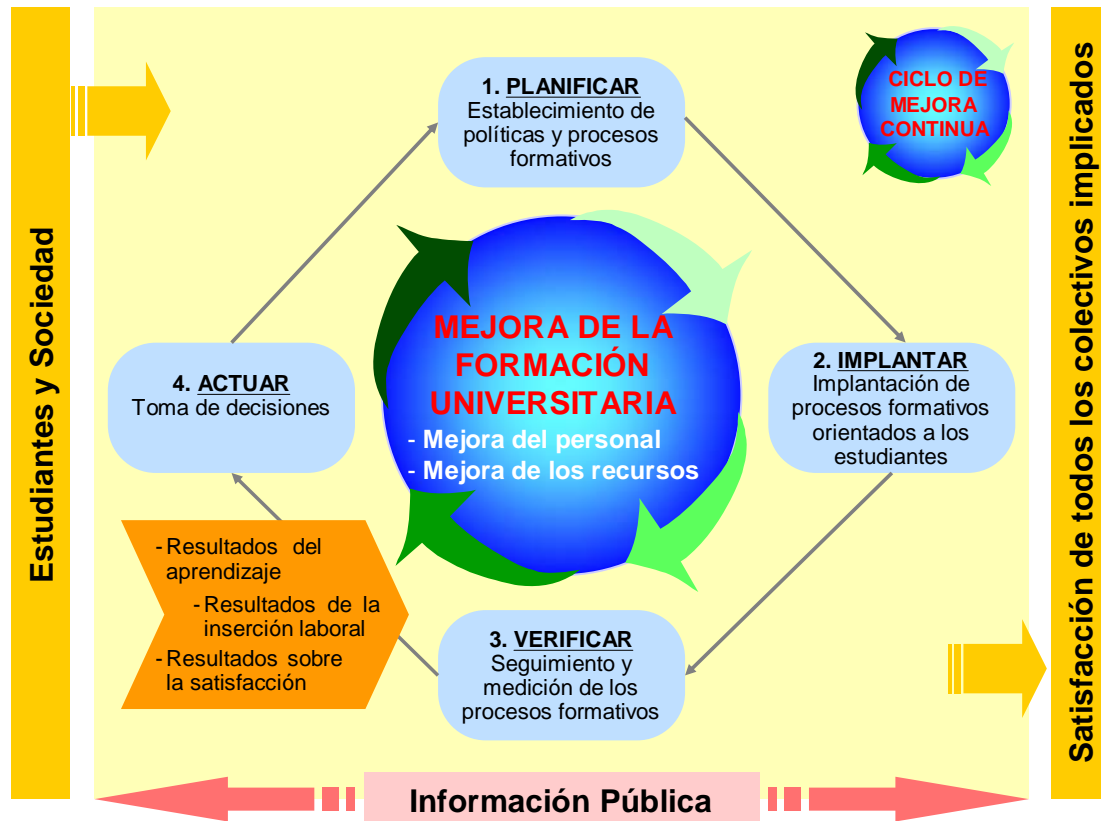 Estudiantes y Sociedad
1. PLANIFICAR
Establecimiento de
políticas y procesos
formativos
CICLO DE
MEJORA
CONTINUA
MEJORA DE LA
FORMACIÓN
UNIVERSITARIA
- Mejora del personal
- Mejora de los recursos
4. ACTUAR
Toma de decisiones
2. IMPLANTAR
Implantación de
procesos formativos
orientados a los
estudiantes
- Resultados del
aprendizaje
- Resultados de la
inserción laboral
- Resultados sobre
la satisfacción
3. VERIFICAR
Seguimiento y
medición de los
procesos formativos
Información Pública
Satisfacción de todos los colectivos implicados